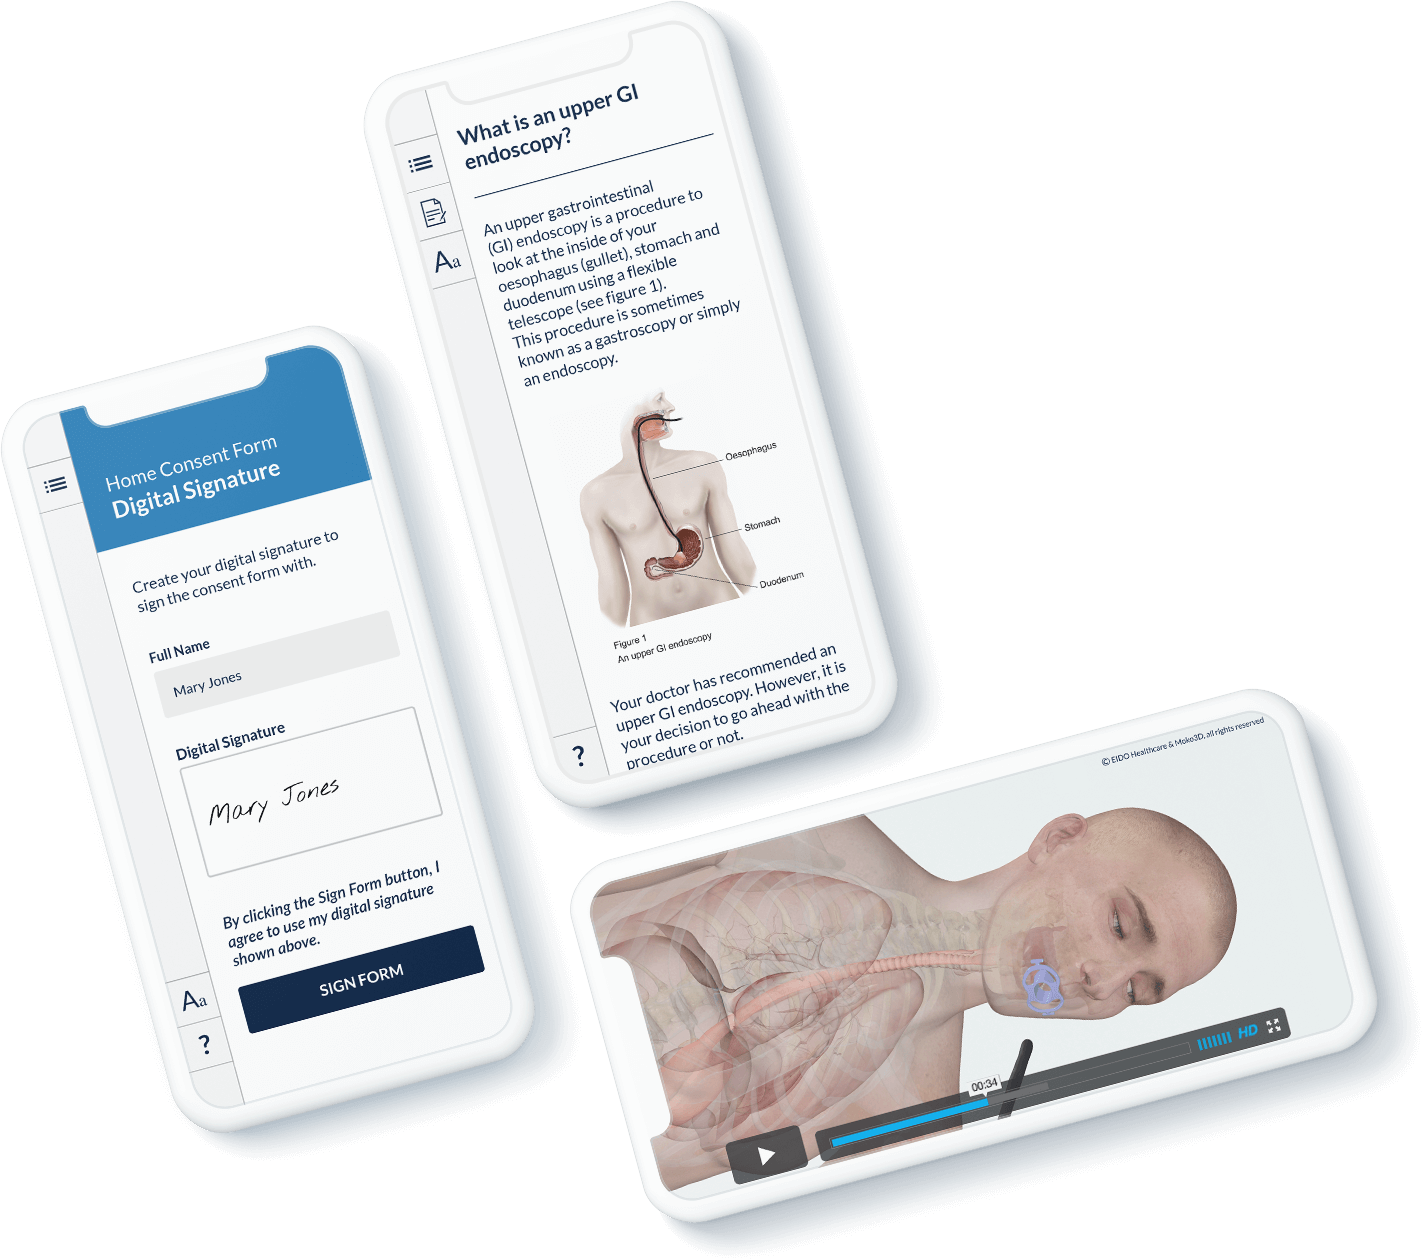 What is an upper GI
endoscopy?
An upper gastrointestinal
(GI) endoscopy is a procedure to
look at the inside of your
oesophagus (gullet), stomach and
duodenum using a flexible
telescope (see figure 1).
This procedure is sometimes
known as a gastroscopy or simply
an endoscopy.
Oesophagus
Stomach
Duodenum
Figure 1
An upper GI endoscopy
Your doctor has recommended an
upper GI endoscopy. However, it is
your decision to go ahead with the
procedure or not.
Aa
?
Home Consent Form
Digital Signature
Create your digital signature to
sign the consent form with.
Full Name
Mary Jones
Digital Signature
Mary Jones
By clicking the Sign Form button, I
agree to use my digital signature
shown above.
SIGN FORM
Aa
?
© EIDO Healthcare & Moko3D, all rights reserved
00:34
HD